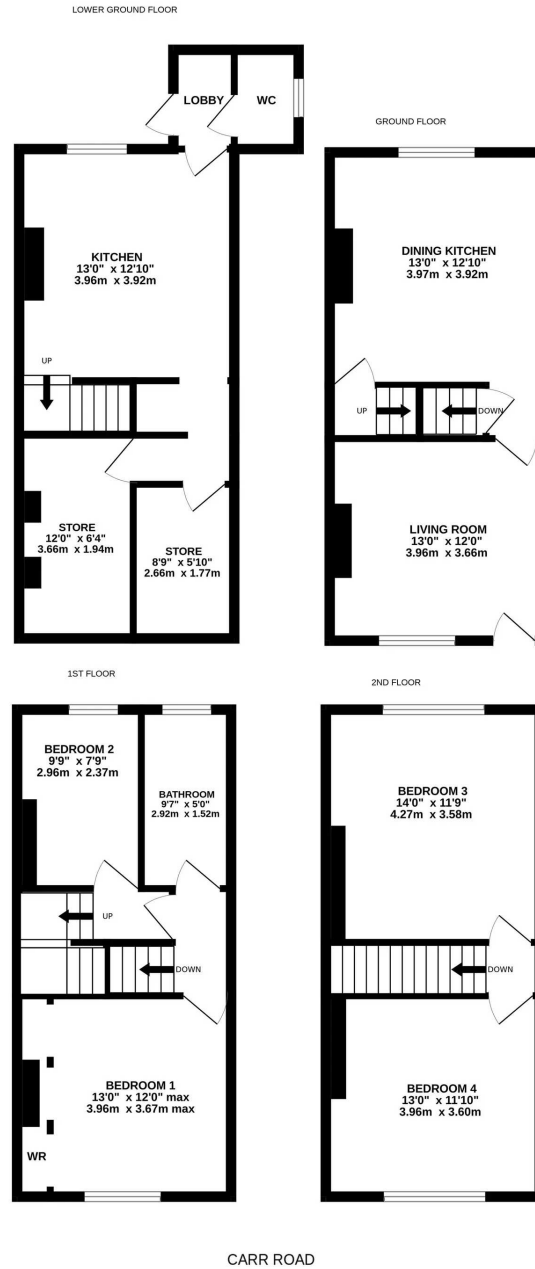 LOWER GROUND FLOOR
LOBBY
WC
KITCHEN
13'0" x 12'10"
3.96m x 3.92m
UP
STORE
12'0" x 6'4"
3.66m x 1.94m
STORE
8'9" x 5'10"
2.66m x 1.77m
GROUND FLOOR
DINING KITCHEN
13'0" x 12'10"
3.97m x 3.92m
UP
DOWN
LIVING ROOM
13'0" x 12'0"
3.96m x 3.66m
1ST FLOOR
BEDROOM 2
9'9" x 7'9"
2.96m x 2.37m
BATHROOM
9'7" x 5'0"
2.92m x 1.52m
UP
DOWN
BEDROOM 1
13'0" x 12'0" max
3.96m x 3.67m max
WR
2ND FLOOR
BEDROOM 3
14'0" x 11'9"
4.27m x 3.58m
DOWN
BEDROOM 4
13'0" x 11'10"
3.96m x 3.60m
CARR ROAD